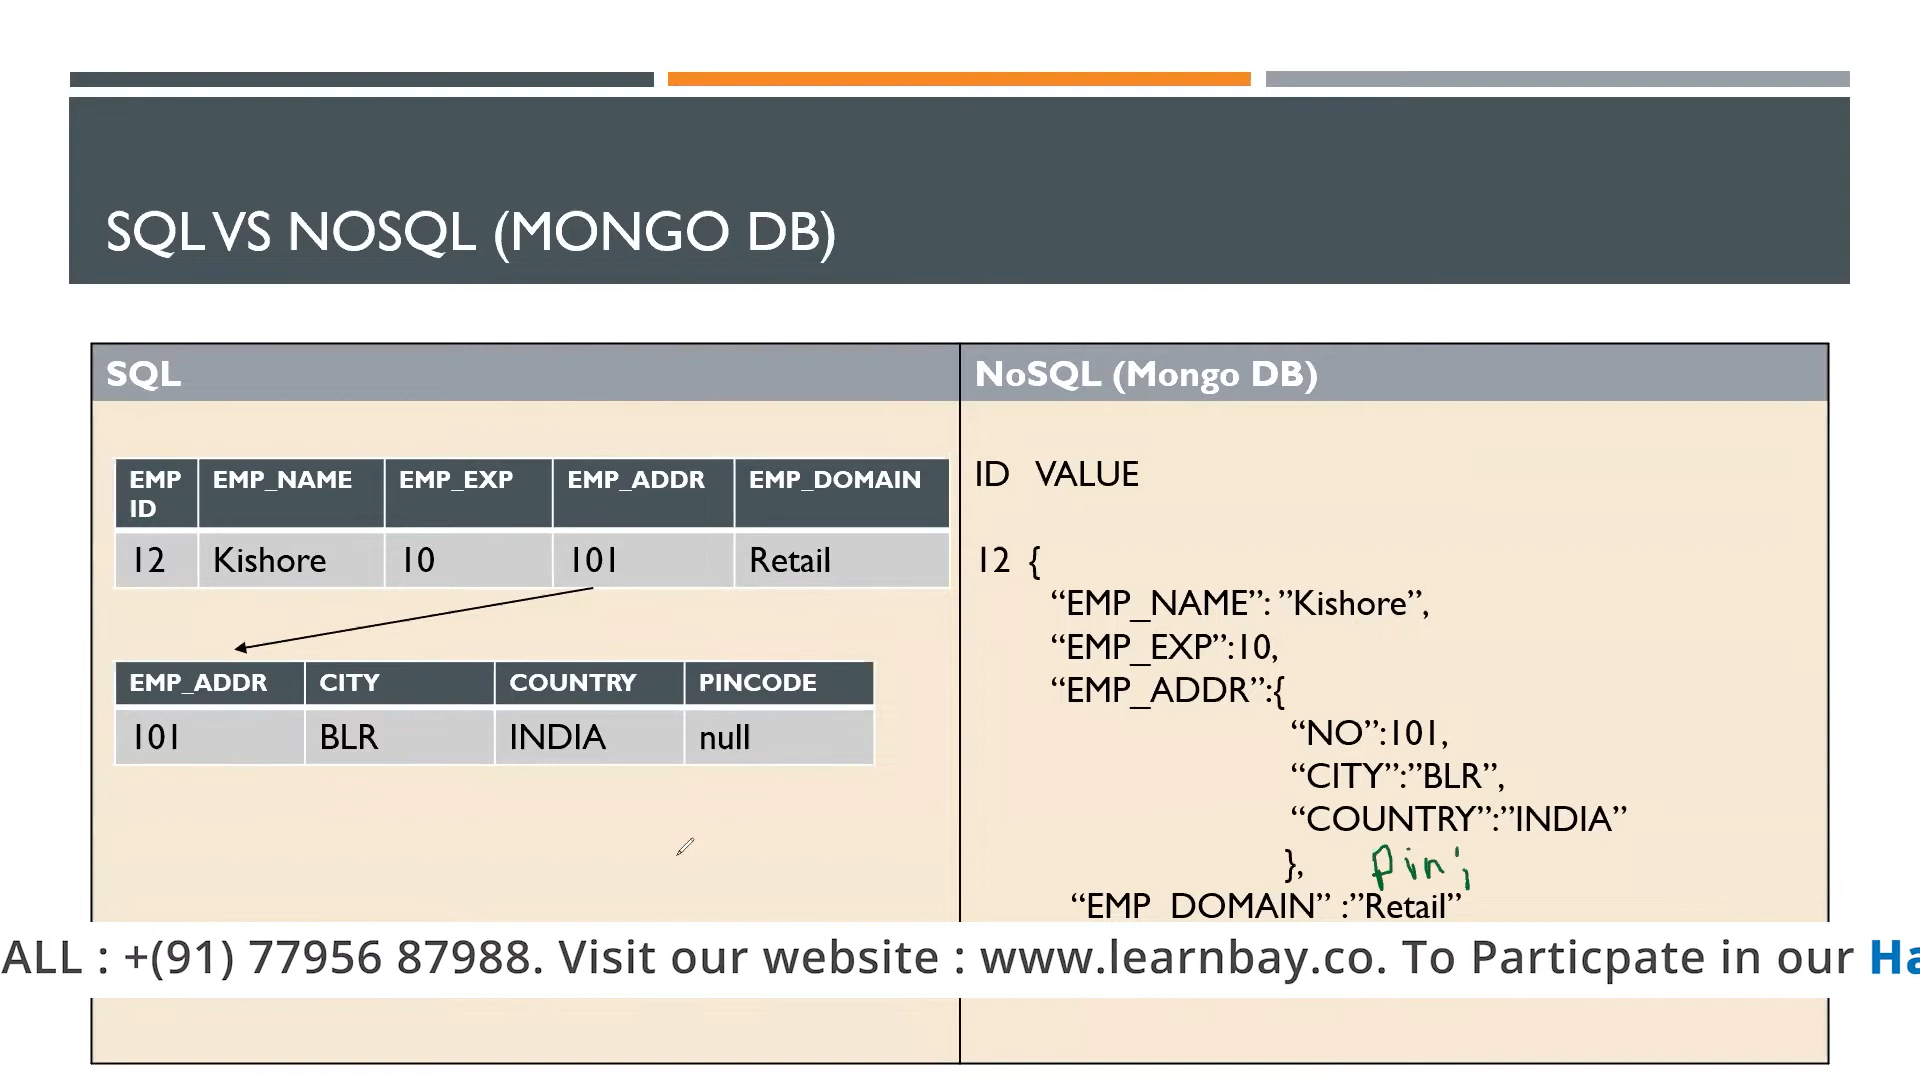 SQL VS NOSQL (MONGO DB)
SQL
NoSQL (Mongo DB)
EMP ID EMP_NAME EMP_EXP EMP_ADDR EMP_DOMAIN
12 Kishore 10 101 Retail
EMP_ADDR CITY COUNTRY PINCODE
101 BLR INDIA null
ID VALUE
12 {
“EMP_NAME”: ”Kishore”,
“EMP_EXP”:10,
“EMP_ADDR”:{
“NO”:101,
“CITY”:”BLR”,
“COUNTRY”:”INDIA”
}, Pin ;
“EMP_DOMAIN” :”Retail”
ALL : +(91) 77956 87988. Visit our website : www.learnbay.co. To Particpate in our Ha